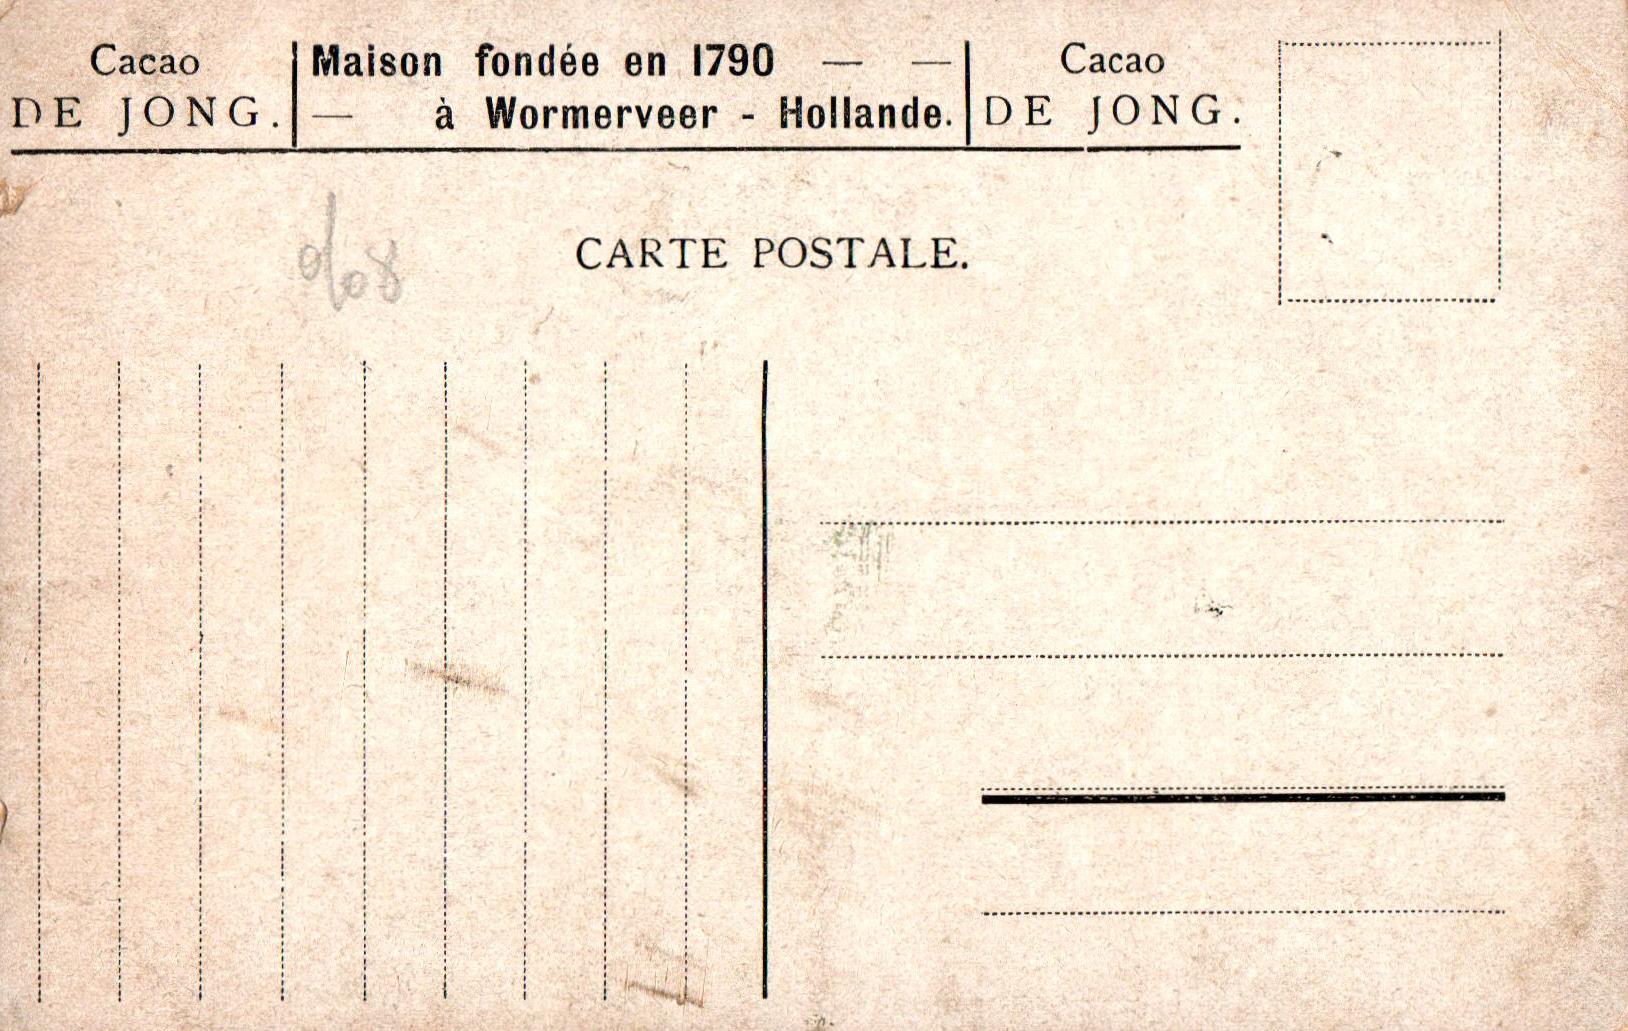 Cacao
DE JONG.
Maison fondée en 1790 — —
— à Wormerveer - Hollande.
Cacao
DE JONG.
CARTE POSTALE.